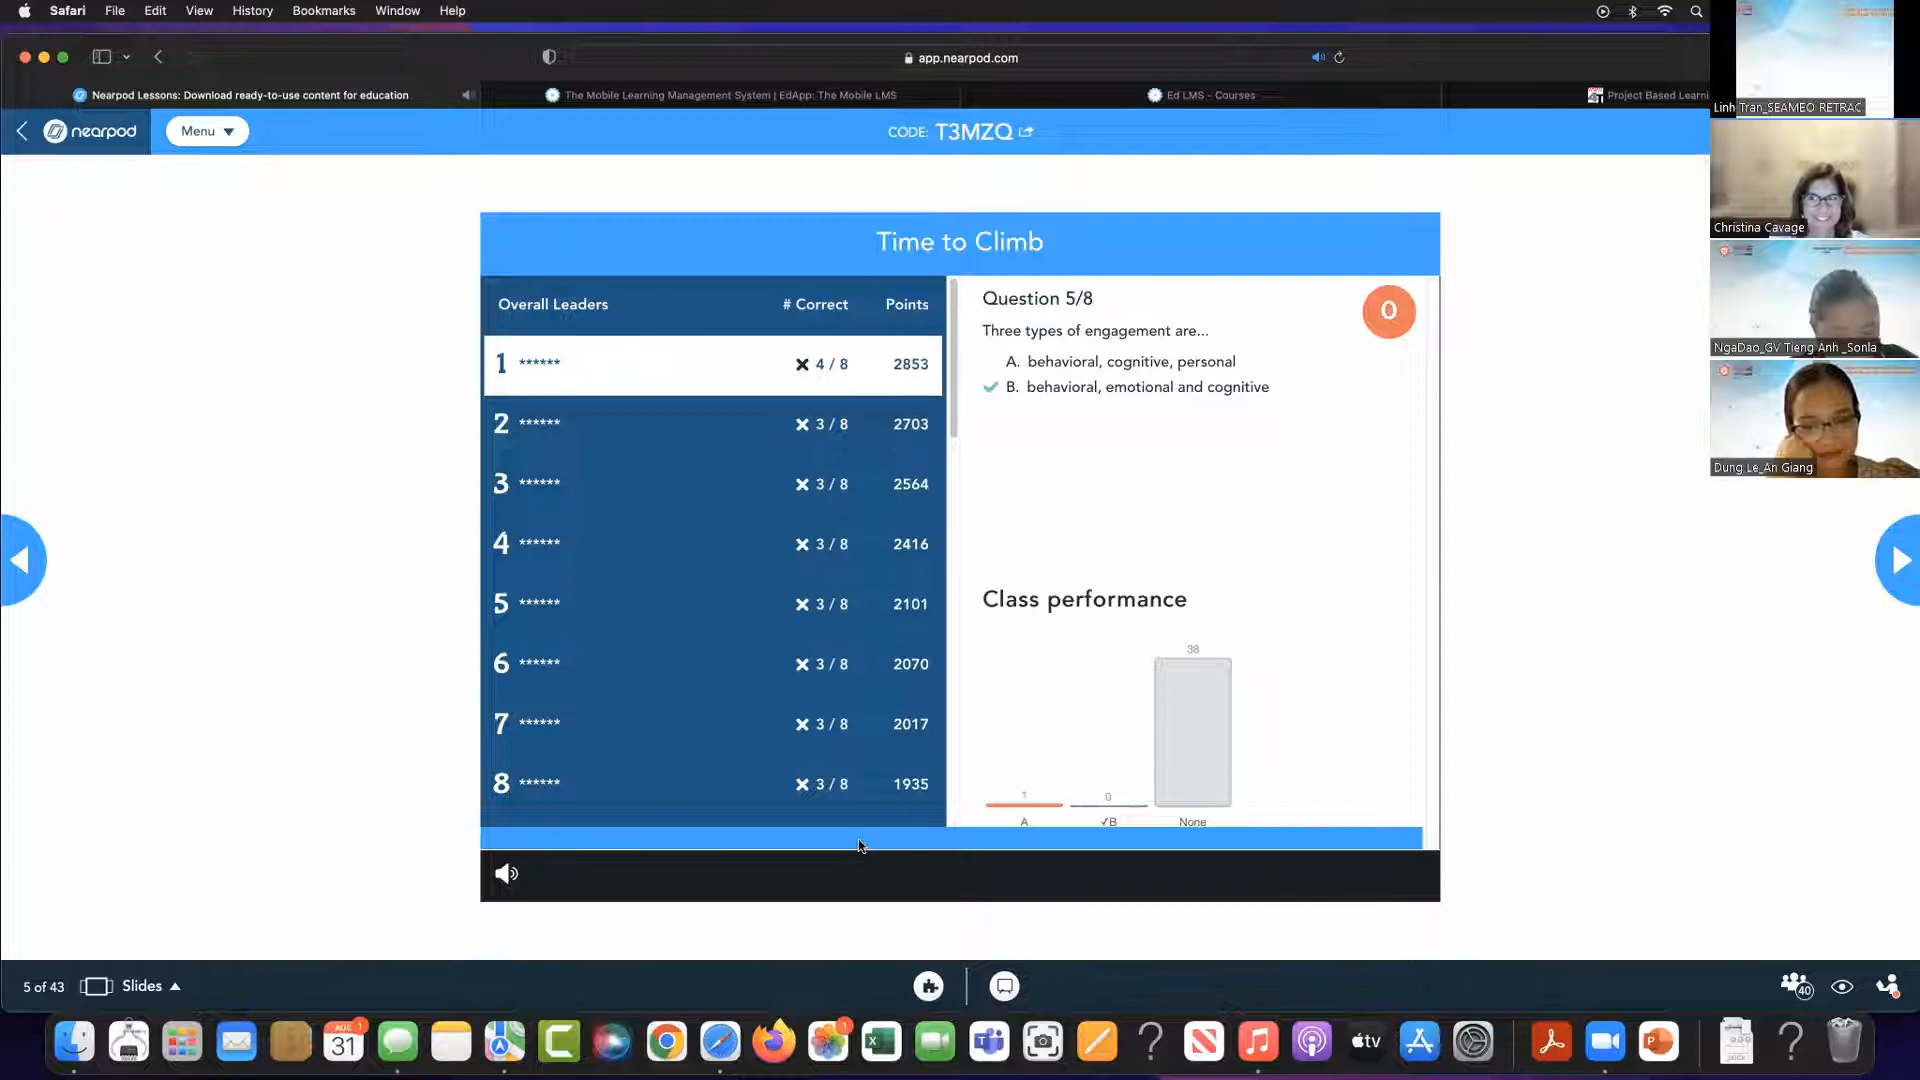 Safari File Edit View History Bookmarks Window Help
app.nearpod.com
Nearpod Lessons: Download ready-to-use content for education
The Mobile Learning Management System | EdApp: The Mobile LMS
Ed LMS - Courses
Project Based Learni
nearpod
Menu
CODE: T3MZQ
Time to Climb
Overall Leaders # Correct Points
1 ****** 4 / 8 2853
2 ****** 3 / 8 2703
3 ****** 3 / 8 2564
4 ****** 3 / 8 2416
5 ****** 3 / 8 2101
6 ****** 3 / 8 2070
7 ****** 3 / 8 2017
8 ****** 3 / 8 1935
Question 5/8
0
Three types of engagement are...
A. behavioral, cognitive, personal
B. behavioral, emotional and cognitive
Class performance
38
1 0
A ✓B None
Linh Tran_SEAMEO RETRAC
Christina Cavage
NgaDao_GV Tieng Anh _Sonla
Dung Le_An Giang
5 of 43 Slides
40
AUG 1
31
1
tv